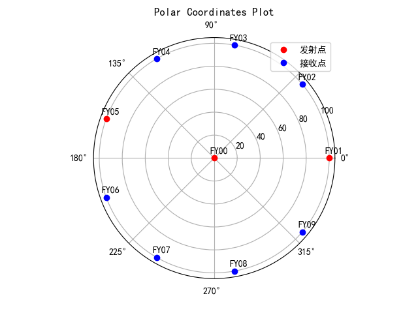 Polar Coordinates Plot
90°
发射点
接收点
FY03
FY04
FY02
135°
100
FY05
80
60
40
20
FY00
FY01
180°
0°
FY06
FY09
225°
FY07
315°
FY08
270°